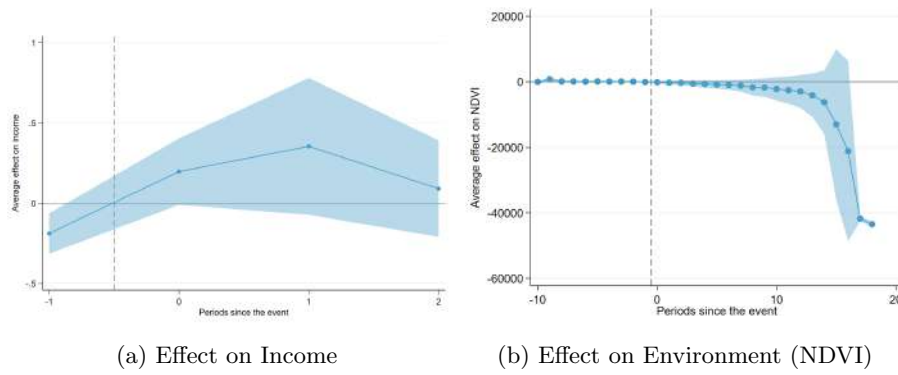 Average effect on income
1
.5
0
-.5
-1
0
1
2
Periods since the event
(a) Effect on Income
Average effect on NDVI
20000
0
-20000
-40000
-60000
-10
0
10
20
Periods since the event
(b) Effect on Environment (NDVI)